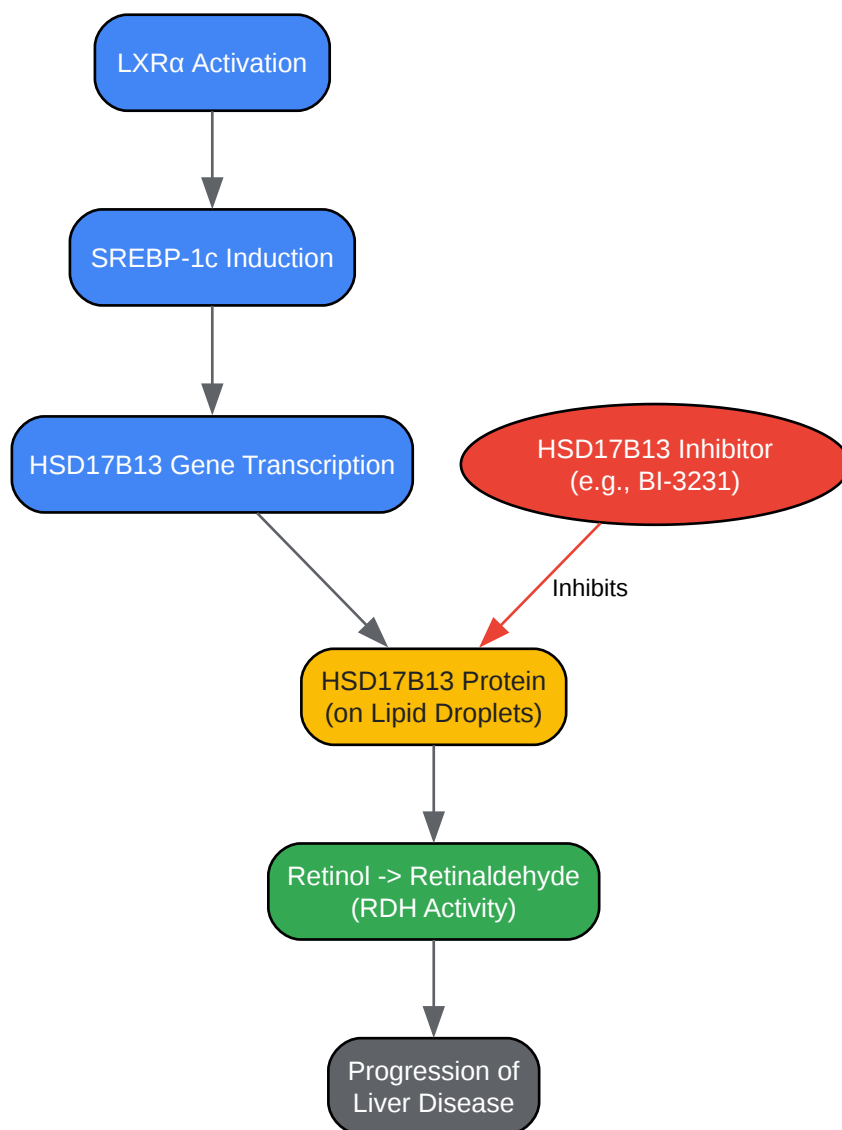 LXRα Activation
SREBP-1c Induction
HSD17B13 Gene Transcription
HSD17B13 Inhibitor
(e.g., BI-3231)
Inhibits
HSD17B13 Protein
(on Lipid Droplets)
Retinol -> Retinaldehyde
(RDH Activity)
Progression of
Liver Disease